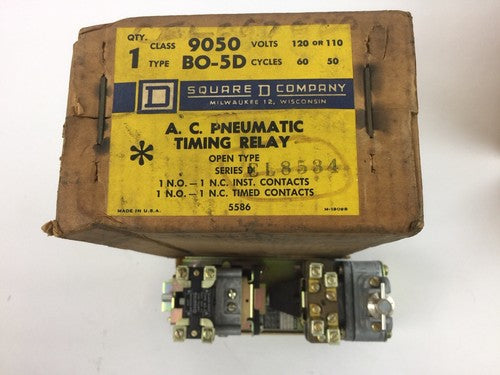 QTY. CLASS 9050 VOLTS 120 OR 110
1 TYPE BO-5D CYCLES 60 50
D SQUARE D COMPANY
MILWAUKEE 12, WISCONSIN
A. C. PNEUMATIC
TIMING RELAY
* OPEN TYPE
SERIES D EL8534
1 N.O. — 1 N.C. INST. CONTACTS
1 N.O. — 1 N.C. TIMED CONTACTS
MADE IN U.S.A. 5586